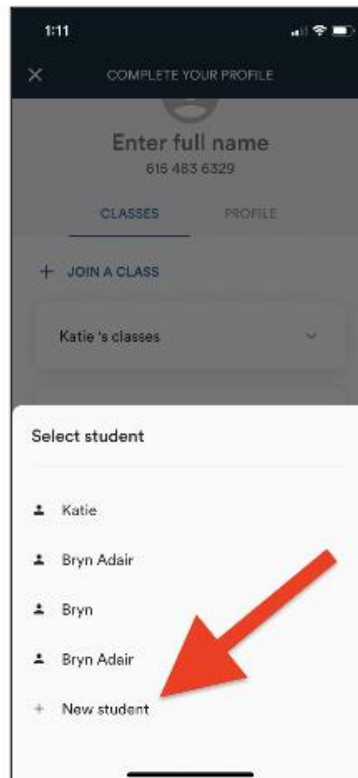 1:11
COMPLETE YOUR PROFILE
Enter full name
615 483 6329
CLASSES PROFILE
+ JOIN A CLASS
Katie 's classes
Select student
Katie
Bryn Adair
Bryn
Bryn Adair
+ New student